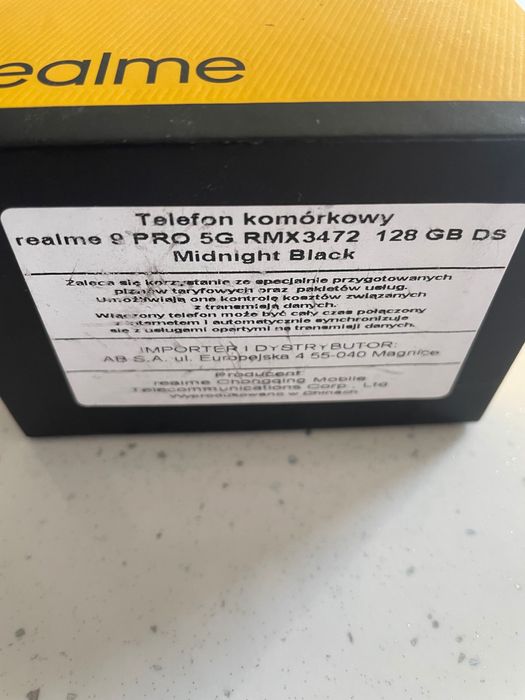 realme
Telefon komórkowy
realme 9 PRO 5G RMX3472 128 GB DS
Midnight Black
Zaleca się korzystanie ze specjalnie przygotowanych
planów taryfowych oraz pakietów usług.
Umożliwiają one kontrolę kosztów związanych
z transmisją danych.
Włączony telefon może być cały czas połączony
z internetem i automatycznie synchronizuje
się z usługami opartymi na transmisji danych.
IMPORTER I DYSTRYBUTOR:
AB S.A. ul. Europejska 4 55-040 Magnice
Producent:
realme Chongqing Mobile
Telecommunications Corp., Ltd
Wyprodukowano w Chinach